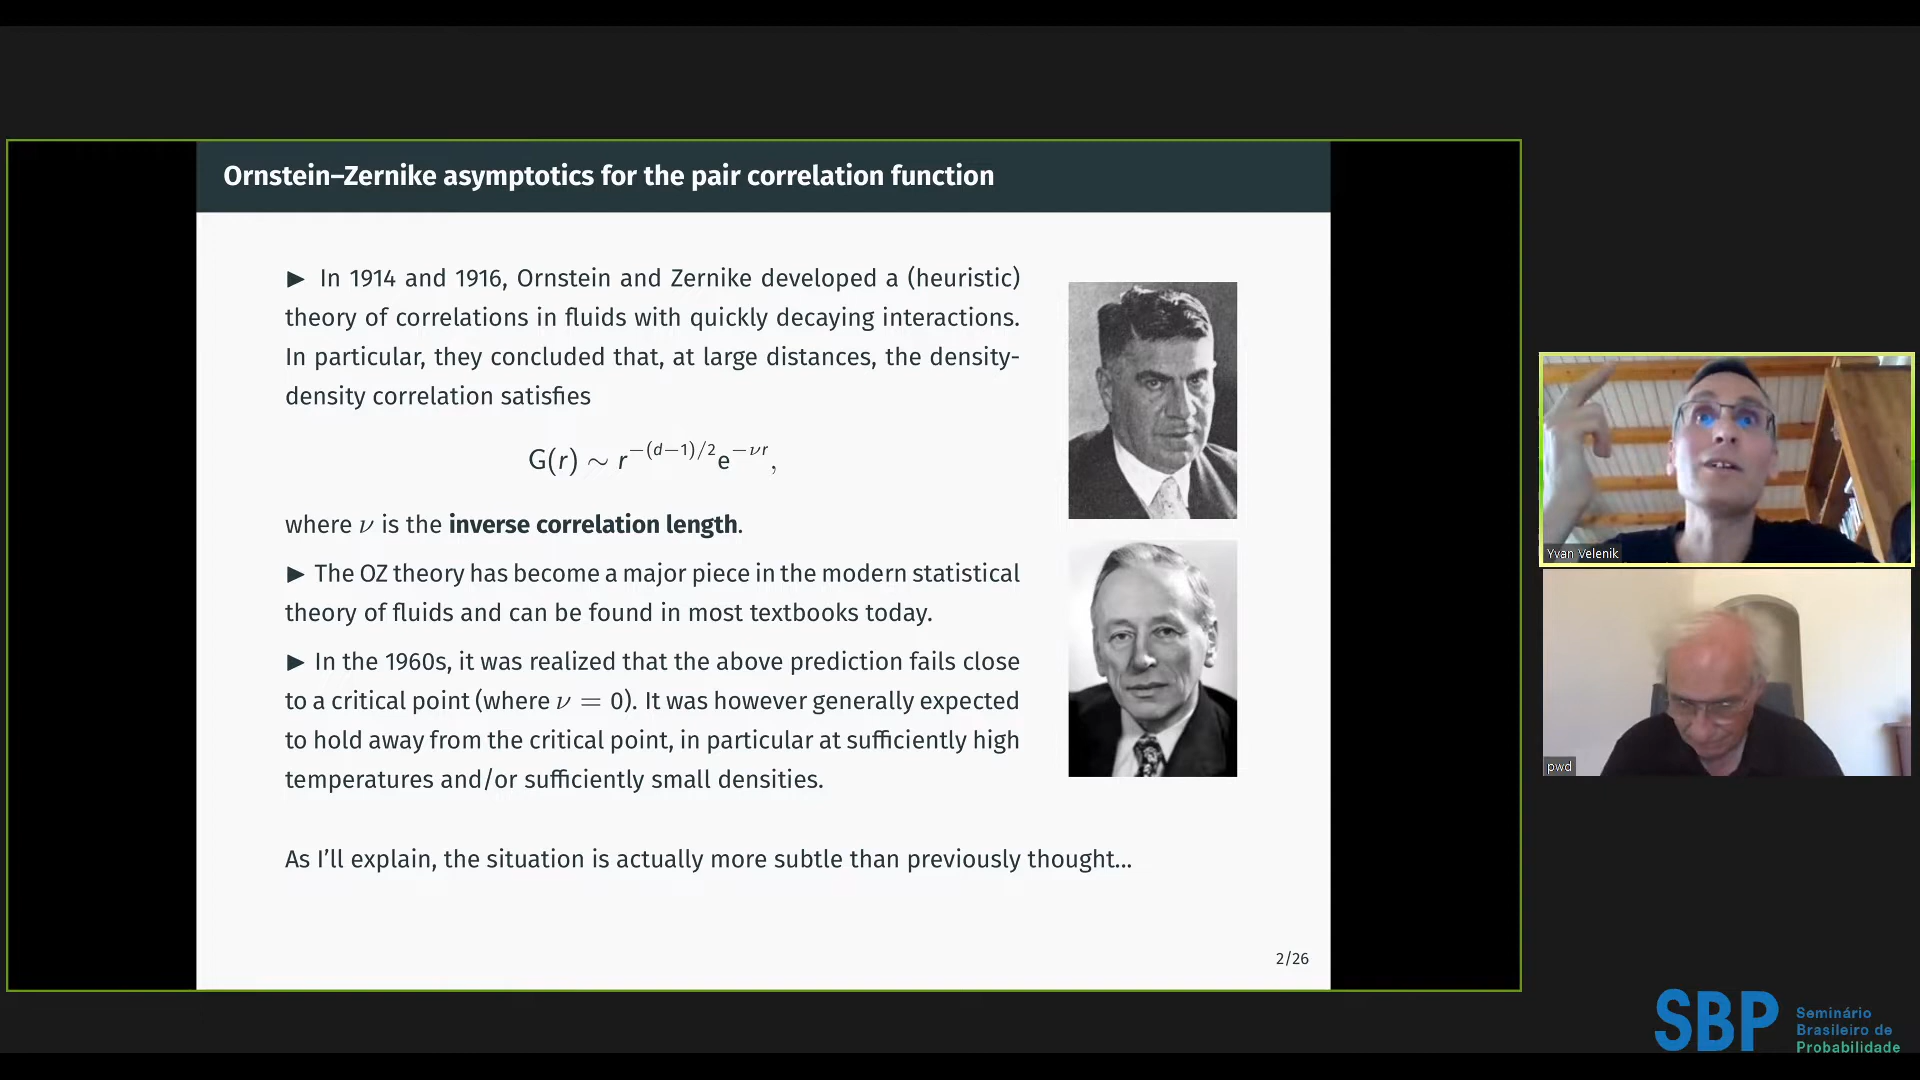 Ornstein–Zernike asymptotics for the pair correlation function
▶ In 1914 and 1916, Ornstein and Zernike developed a (heuristic)
theory of correlations in fluids with quickly decaying interactions.
In particular, they concluded that, at large distances, the density-
density correlation satisfies
G(r) ∼ r^{−(d−1)/2} e^{−νr},
where ν is the inverse correlation length.
▶ The OZ theory has become a major piece in the modern statistical
theory of fluids and can be found in most textbooks today.
▶ In the 1960s, it was realized that the above prediction fails close
to a critical point (where ν = 0). It was however generally expected
to hold away from the critical point, in particular at sufficiently high
temperatures and/or sufficiently small densities.
As I'll explain, the situation is actually more subtle than previously thought...
2/26
Yvan Velenik
pwd
SBP
Seminário
Brasileiro de
Probabilidade